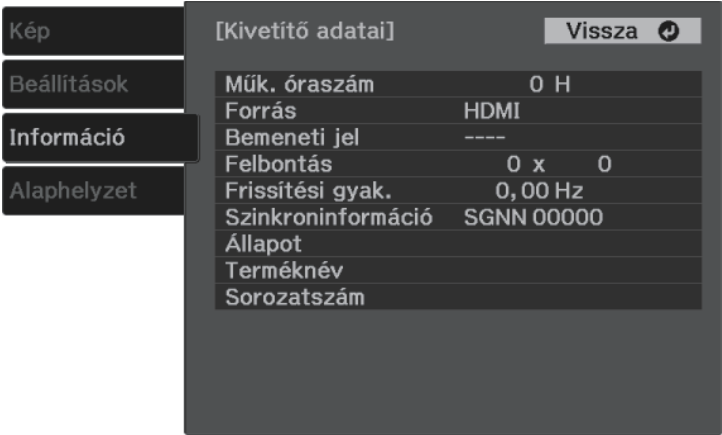 Kép
Beállítások
Információ
Alaphelyzet
[Kivetítő adatai]
Vissza
Műk. óraszám 0 H
Forrás HDMI
Bemeneti jel ----
Felbontás 0 x 0
Frissítési gyak. 0,00 Hz
Szinkroninformáció SGNN 00000
Állapot
Terméknév
Sorozatszám